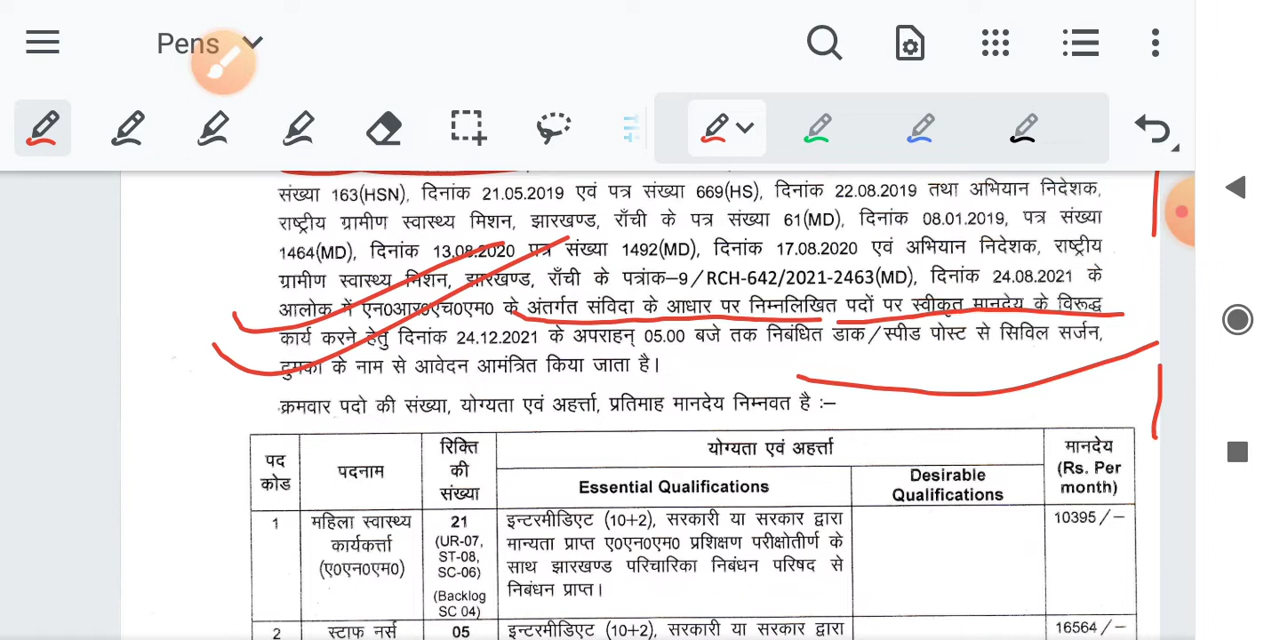 Pens
संख्या 163(HSN), दिनांक 21.05.2019 एवं पत्र संख्या 669(HS), दिनांक 22.08.2019 तथा अभियान निदेशक,
राष्ट्रीय ग्रामीण स्वास्थ्य मिशन, झारखण्ड, राँची के पत्र संख्या 61(MD), दिनांक 08.01.2019, पत्र संख्या
1464(MD), दिनांक 13.08.2020 पत्र संख्या 1492(MD), दिनांक 17.08.2020 एवं अभियान निदेशक, राष्ट्रीय
ग्रामीण स्वास्थ्य मिशन, झारखण्ड, राँची के पत्रांक-9/RCH-642/2021-2463(MD), दिनांक 24.08.2021 के
आलोक में एन0आर0एच0एम0 के अंतर्गत संविदा के आधार पर निम्नलिखित पदों पर स्वीकृत मानदेय के विरूद्ध
कार्य करने हेतु दिनांक 24.12.2021 के अपराहन् 05.00 बजे तक निबंधित डाक/स्पीड पोस्ट से सिविल सर्जन,
दुमका के नाम से आवेदन आमंत्रित किया जाता है।
क्रमवार पदो की संख्या, योग्यता एवं अहर्त्ता, प्रतिमाह मानदेय निम्नवत है :-
पद कोड
पदनाम
रिक्ति की संख्या
योग्यता एवं अहर्त्ता
मानदेय (Rs. Per month)
Essential Qualifications
Desirable Qualifications
1
महिला स्वास्थ्य
कार्यकर्त्ता
(ए0एन0एम0)
21
(UR-07,
ST-08,
SC-06)
(Backlog
SC 04)
इन्टरमीडिएट (10+2), सरकारी या सरकार द्वारा
मान्यता प्राप्त ए0एन0एम0 प्रशिक्षण परीक्षोतीर्ण के
साथ झारखण्ड परिचारिका निबंधन परिषद से
निबंधन प्राप्त।
10395/-
2
स्टाफ नर्स
05
इन्टरमीडिएट (10+2), सरकारी या सरकार द्वारा
16564/-